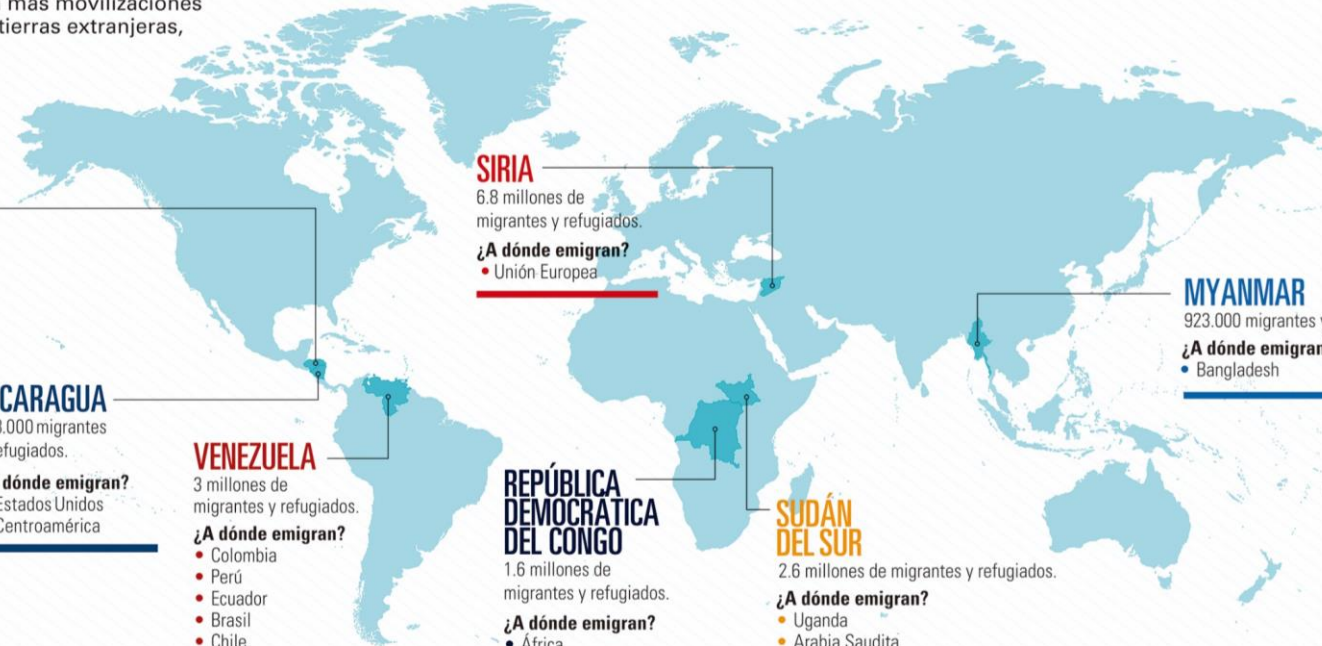 más movilizaciones
tierras extranjeras,
SIRIA
6.8 millones de
migrantes y refugiados.
¿A dónde emigran?
• Unión Europea
MYANMAR
923.000 migrantes
¿A dónde emigran
• Bangladesh
CARAGUA
.000 migrantes
efugiados.
dónde emigran?
Estados Unidos
Centroamérica
VENEZUELA
3 millones de
migrantes y refugiados.
¿A dónde emigran?
• Colombia
• Perú
• Ecuador
• Brasil
• Chile
REPÚBLICA
DEMOCRÁTICA
DEL CONGO
1.6 millones de
migrantes y refugiados.
¿A dónde emigran?
• África
SUDÁN
DEL SUR
2.6 millones de migrantes y refugiados.
¿A dónde emigran?
• Uganda
• Arabia Saudita